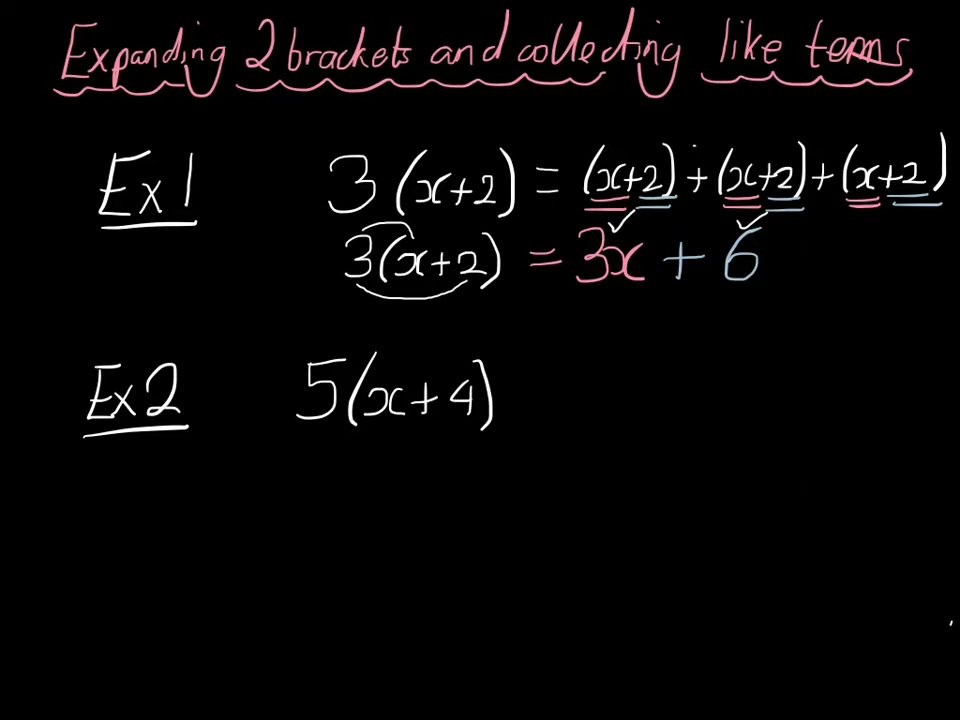 Expanding 2 brackets and collecting like terms
Ex 1 3(x+2) = (x+2) + (x+2) + (x+2)
3(x+2) = 3x + 6
Ex 2 5(x+4)